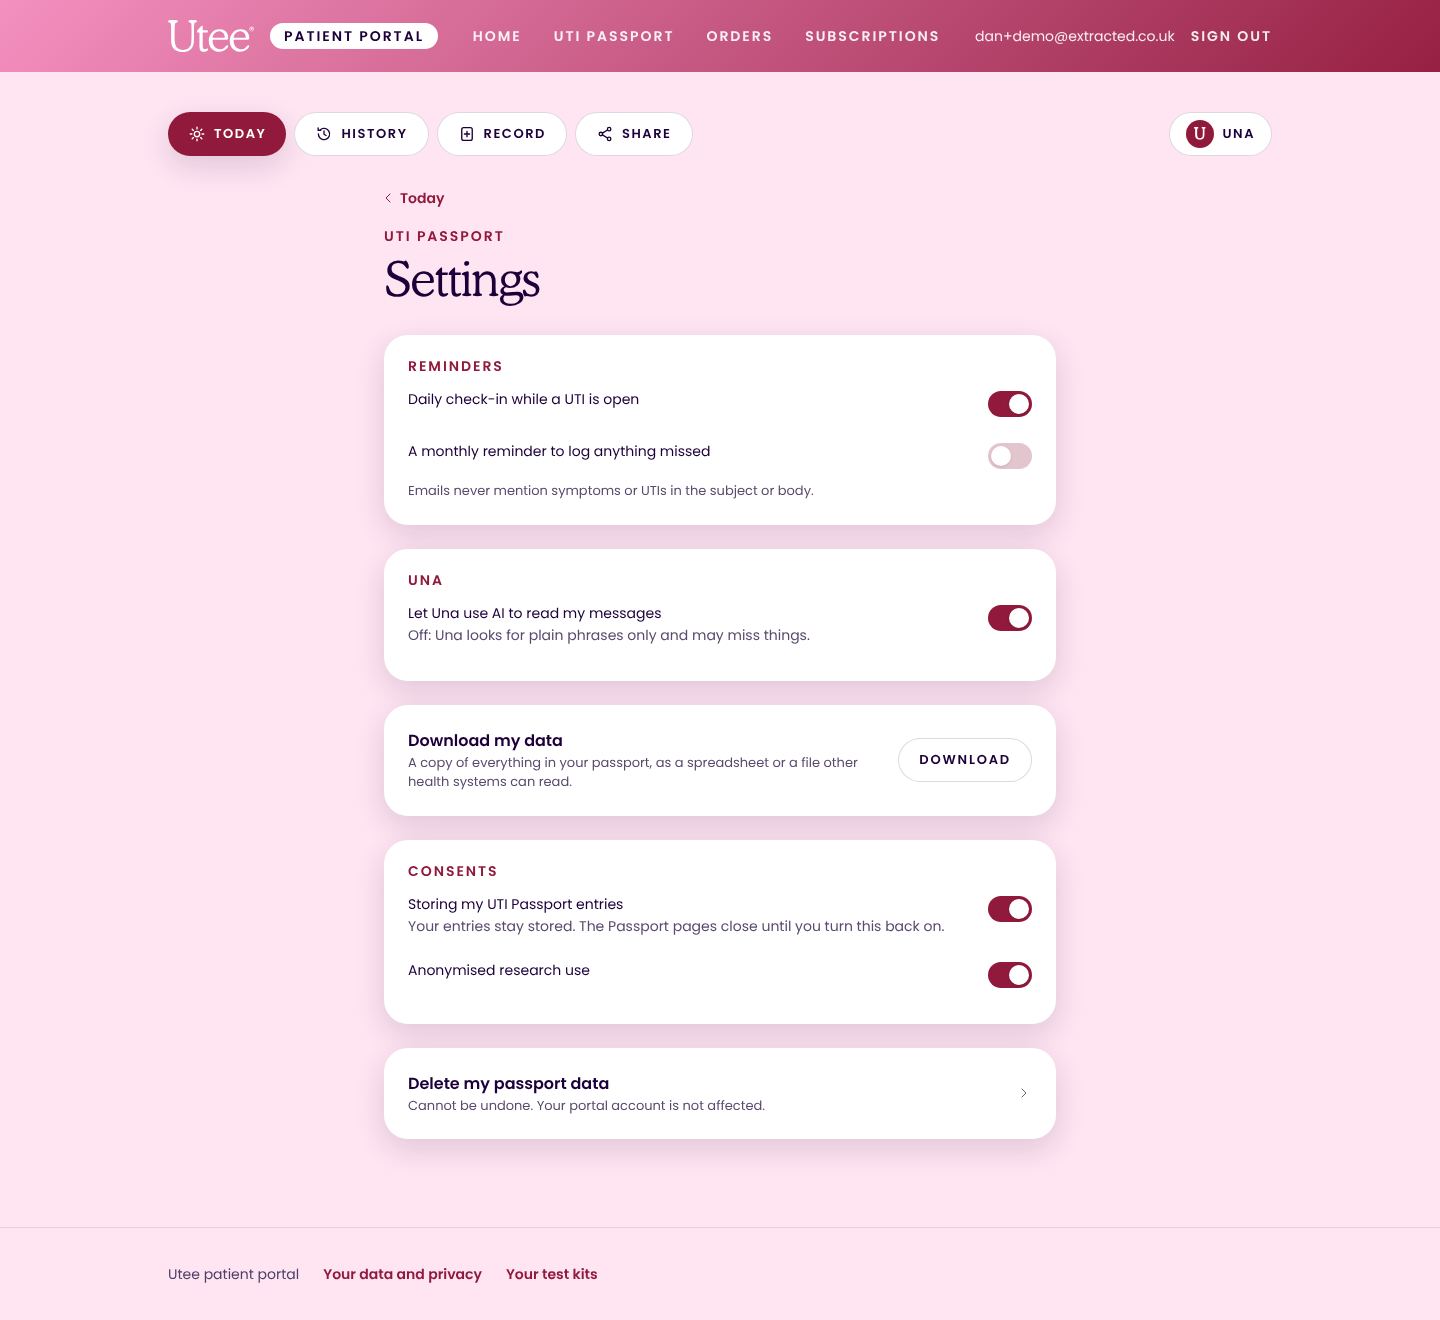 Utee®
PATIENT PORTAL
HOME
UTI PASSPORT
ORDERS
SUBSCRIPTIONS
dan+demo@extracted.co.uk
SIGN OUT
TODAY
HISTORY
RECORD
SHARE
U
UNA
Today
UTI PASSPORT
Settings
REMINDERS
Daily check-in while a UTI is open
A monthly reminder to log anything missed
Emails never mention symptoms or UTIs in the subject or body.
UNA
Let Una use AI to read my messages
Off: Una looks for plain phrases only and may miss things.
Download my data
A copy of everything in your passport, as a spreadsheet or a file other
health systems can read.
DOWNLOAD
CONSENTS
Storing my UTI Passport entries
Your entries stay stored. The Passport pages close until you turn this back on.
Anonymised research use
Delete my passport data
Cannot be undone. Your portal account is not affected.
Utee patient portal
Your data and privacy
Your test kits